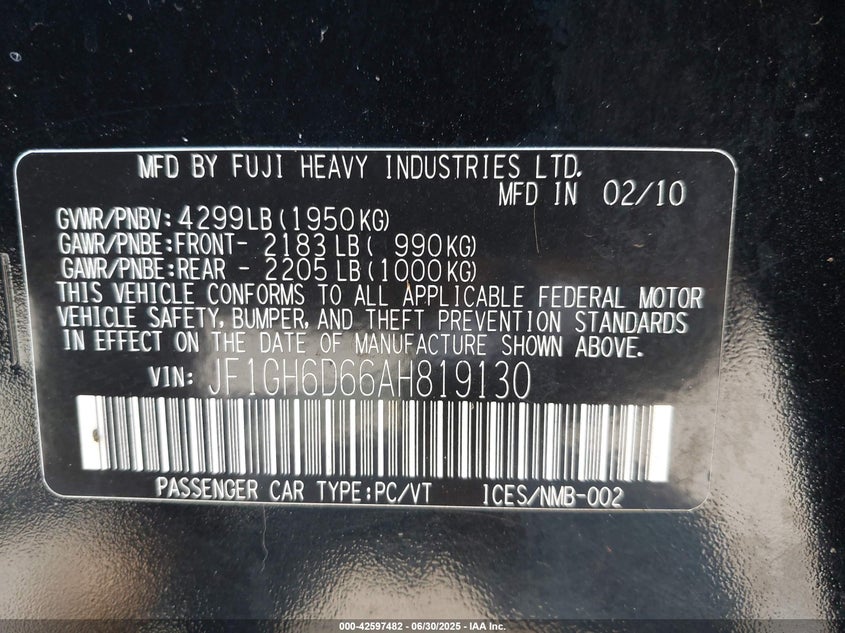 MFD BY FUJI HEAVY INDUSTRIES LTD.
MFD IN 02/10
GVWR/PNBV: 4299LB(1950KG)
GAWR/PNBE:FRONT- 2183LB( 990KG)
GAWR/PNBE:REAR - 2205LB(1000KG)
THIS VEHICLE CONFORMS TO ALL APPLICABLE FEDERAL MOTOR
VEHICLE SAFETY, BUMPER, AND THEFT PREVENTION STANDARDS
IN EFFECT ON THE DATE OF MANUFACTURE SHOWN ABOVE.
VIN: JF1GH6D66AH819130
PASSENGER CAR TYPE:PC/VT ICES/NMB-002
000-42597482 - 06/30/2025 - IAA Inc.